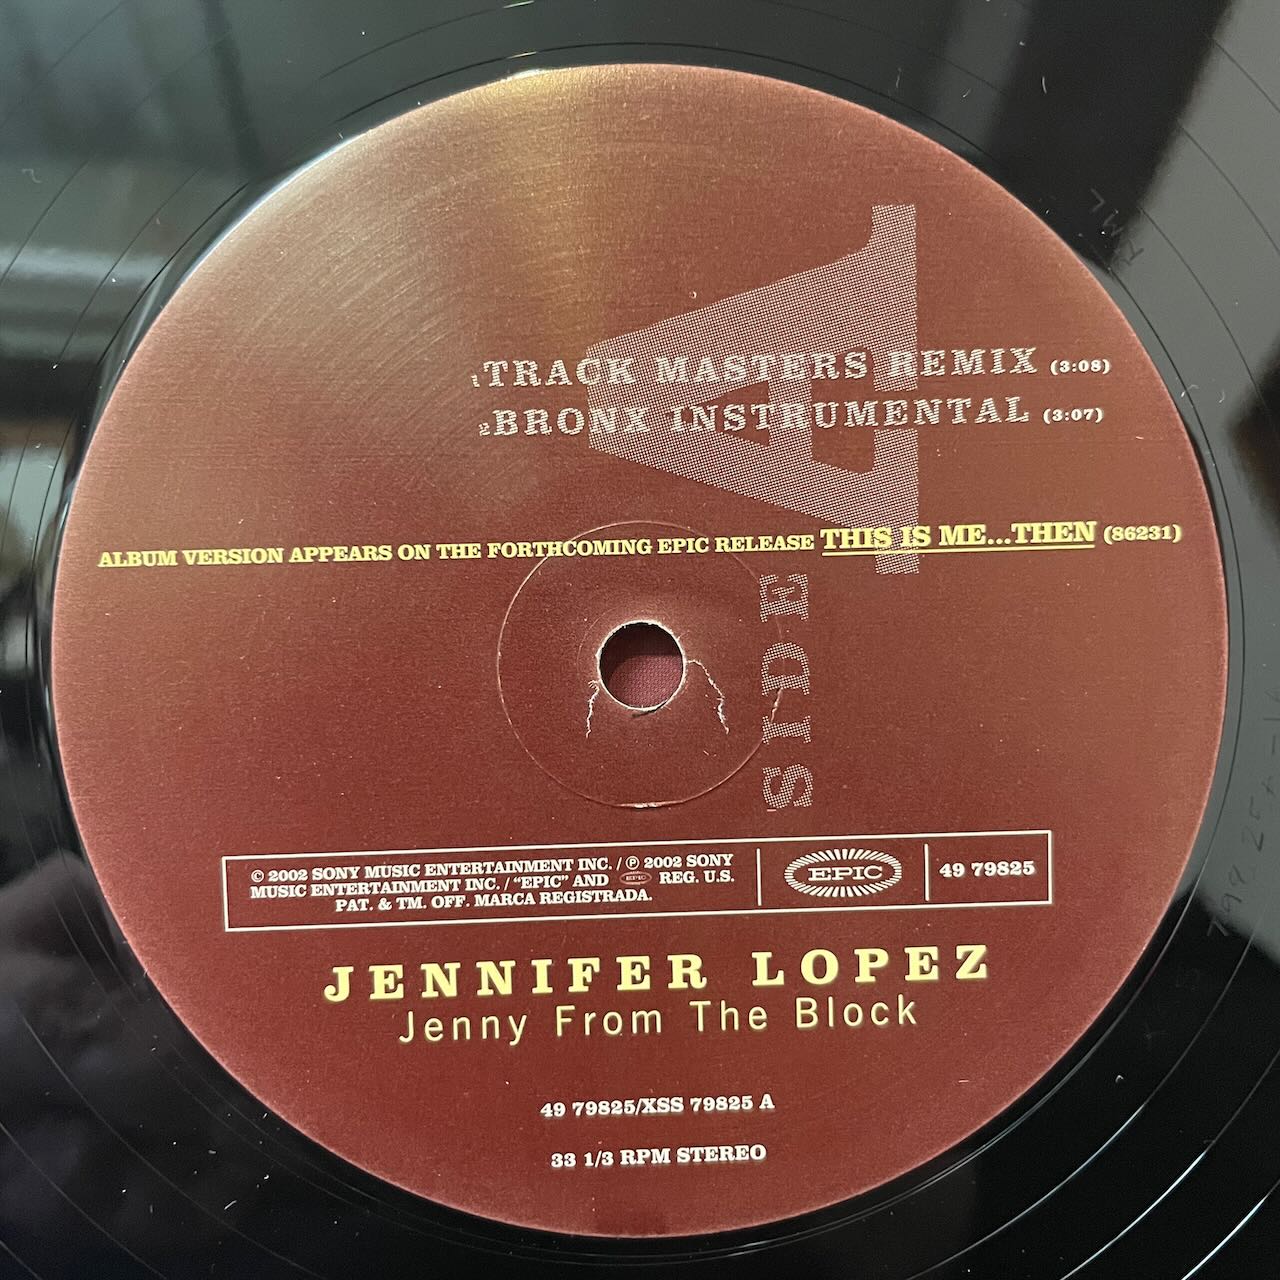 A
1TRACK MASTERS REMIX (3:08)
2BRONX INSTRUMENTAL (3:07)
ALBUM VERSION APPEARS ON THE FORTHCOMING EPIC RELEASE THIS IS ME...THEN (86231)
SIDE
© 2002 SONY MUSIC ENTERTAINMENT INC. / ℗ 2002 SONY
MUSIC ENTERTAINMENT INC. / "EPIC" AND EPIC REG. U.S.
PAT. & TM. OFF. MARCA REGISTRADA.
EPIC
49 79825
JENNIFER LOPEZ
Jenny From The Block
49 79825/XSS 79825 A
33 1/3 RPM STEREO